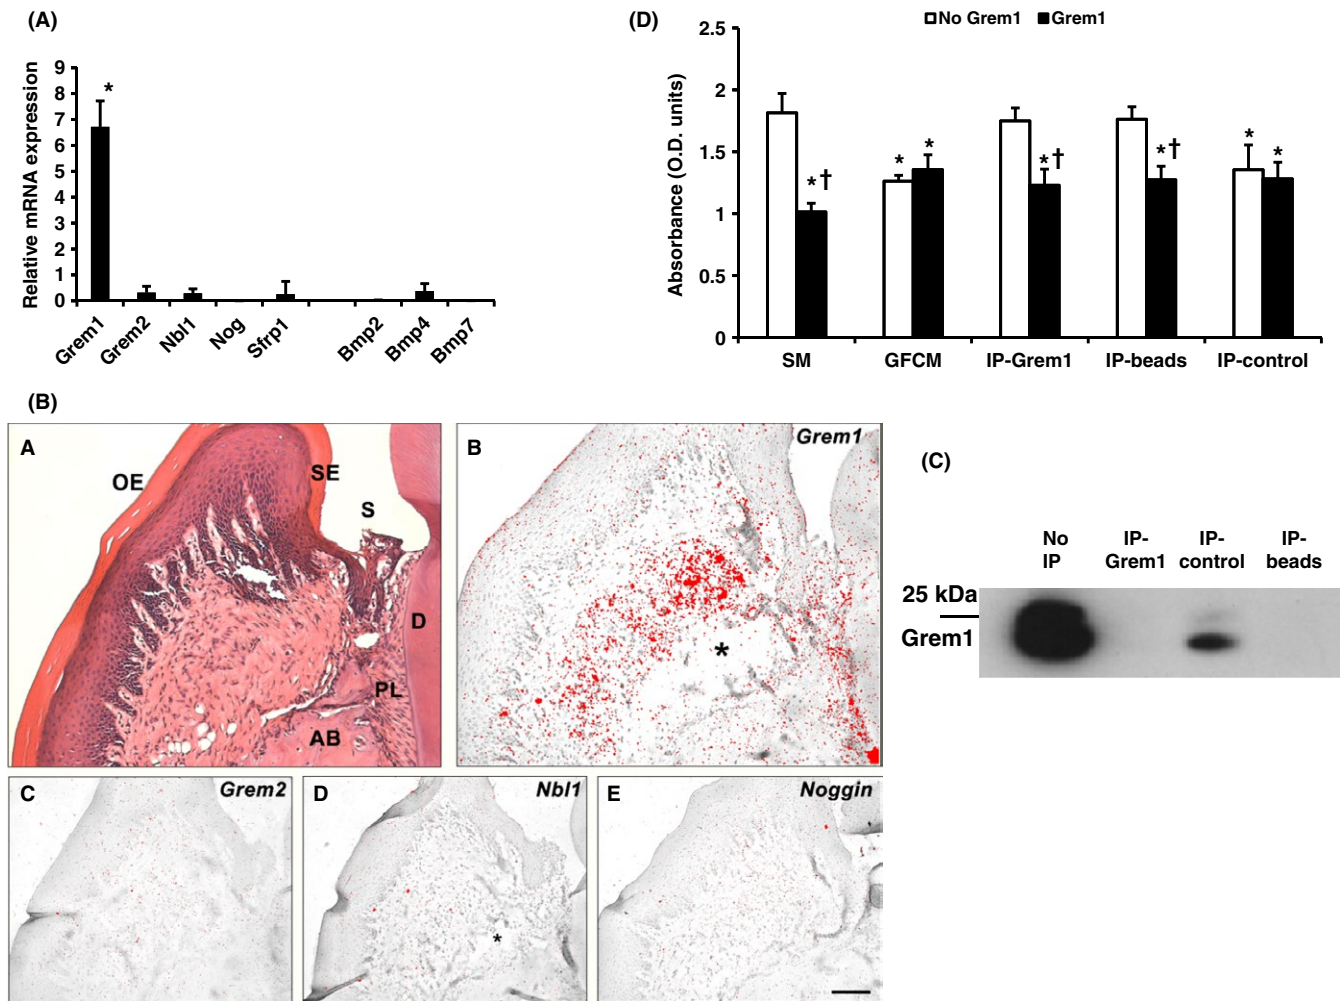 (A)
Relative mRNA expression
9
8
7
6
5
4
3
2
1
0
*
Grem1
Grem2
Nbl1
Nog
Sfrp1
Bmp2
Bmp4
Bmp7
(D)
No Grem1 Grem1
Absorbance (O.D. units)
2.5
2
1.5
1
0.5
0
*†
* *
*†
*†
* *
SM GFCM IP-Grem1 IP-beads IP-control
(B)
A
OE
SE
S
D
PL
AB
B
Grem1
*
C
Grem2
D
Nbl1
*
E
Noggin
(C)
No IP- IP- IP-
IP Grem1 control beads
25 kDa
Grem1